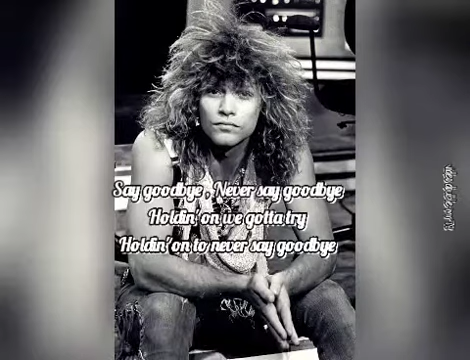 Say goodbye , Never say goodbye
Holdin' on we gotta try
Holdin' on to never say goodbye